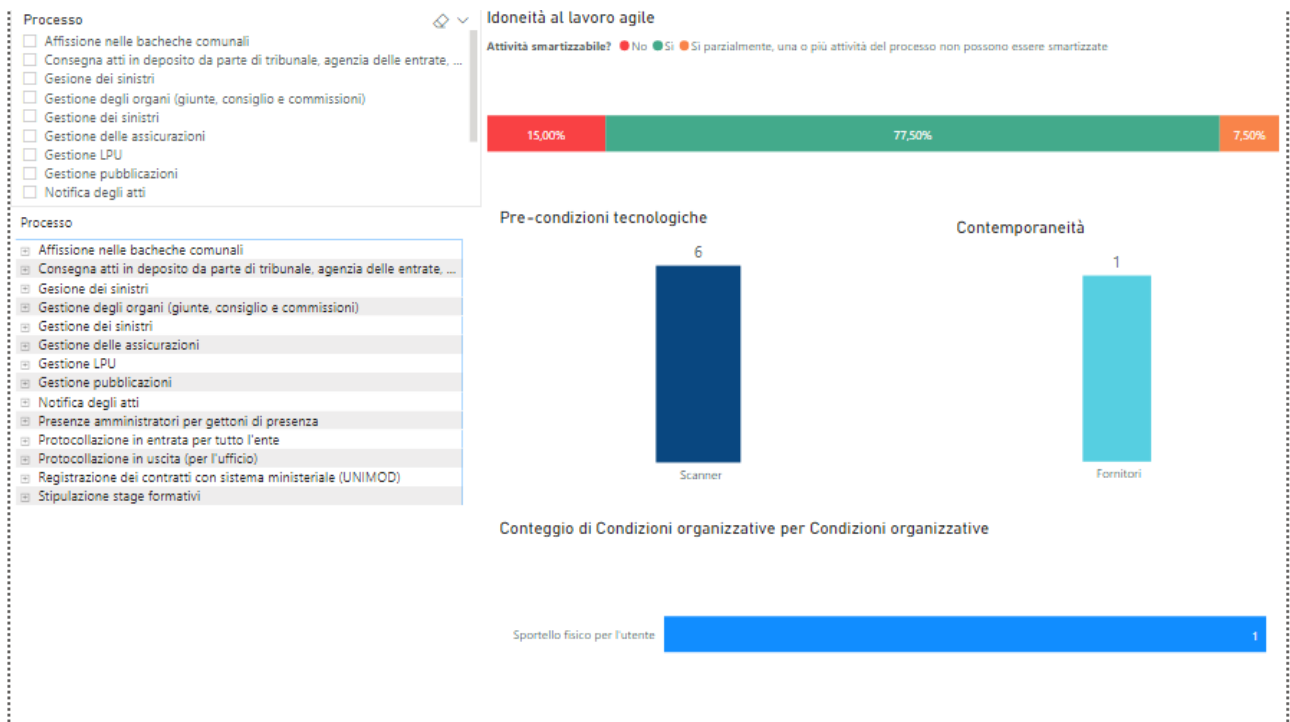 Processo
Affissione nelle bacheche comunali
Consegna atti in deposito da parte di tribunale, agenzia delle entrate, ...
Gesione dei sinistri
Gestione degli organi (giunte, consiglio e commissioni)
Gestione dei sinistri
Gestione delle assicurazioni
Gestione LPU
Gestione pubblicazioni
Notifica degli atti
Processo
Affissione nelle bacheche comunali
Consegna atti in deposito da parte di tribunale, agenzia delle entrate, ...
Gesione dei sinistri
Gestione degli organi (giunte, consiglio e commissioni)
Gestione dei sinistri
Gestione delle assicurazioni
Gestione LPU
Gestione pubblicazioni
Notifica degli atti
Presenze amministratori per gettoni di presenza
Protocollazione in entrata per tutto l'ente
Protocollazione in uscita (per l'ufficio)
Registrazione dei contratti con sistema ministeriale (UNIMOD)
Stipulazione stage formativi
Idoneità al lavoro agile
Attività smartizzabile? No Si Si parzialmente, una o più attività del processo non possono essere smartizzate
15,00% 77,50% 7,50%
Pre-condizioni tecnologiche
6
Scanner
Contemporaneità
1
Fornitori
Conteggio di Condizioni organizzative per Condizioni organizzative
Sportello fisico per l'utente 1